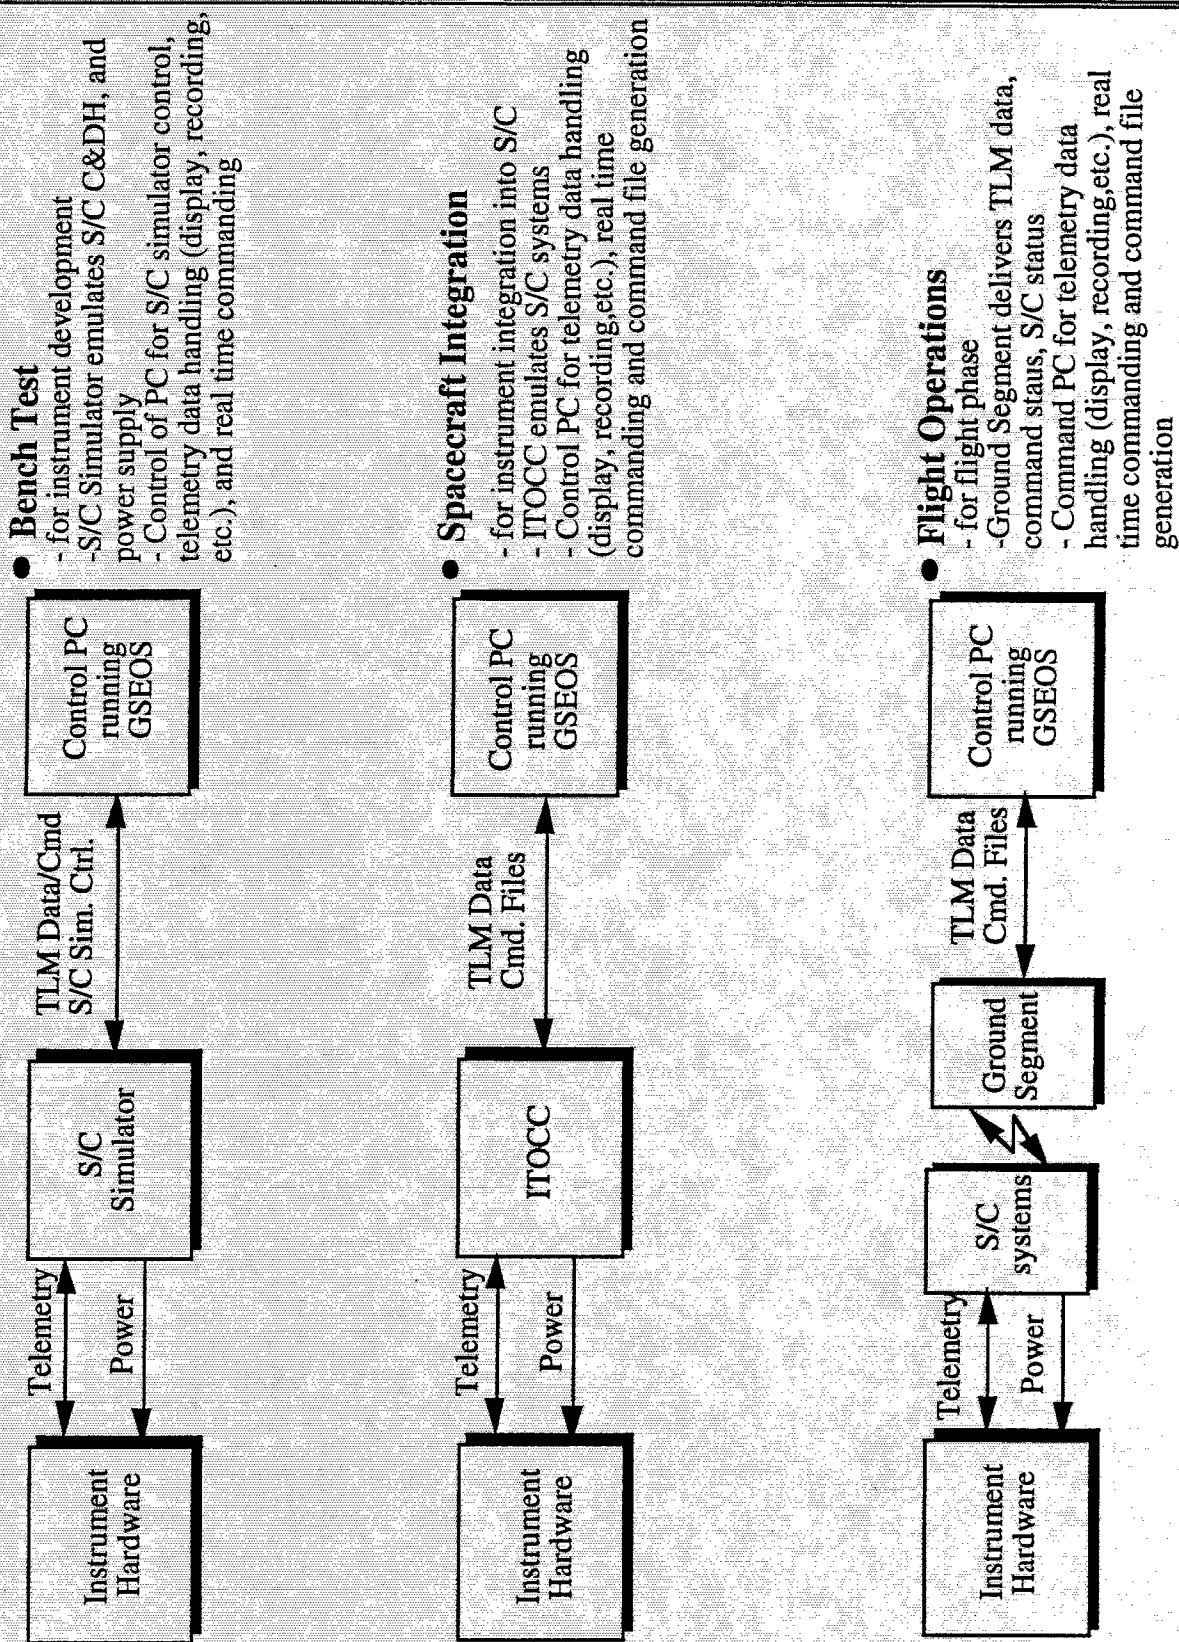 Instrument
Hardware
Telemetry
Power
S/C
Simulator
TLM Data/Cmd
S/C Sim. Ctrl.
Control PC
running
GSEOS
● Bench Test
- for instrument development
-S/C Simulator emulates S/C C&DH, and
power supply
- Control of PC for S/C simulator control,
telemetry data handling (display, recording,
etc.), and real time commanding
Instrument
Hardware
Telemetry
Power
ITOCC
TLM Data
Cmd. Files
Control PC
running
GSEOS
● Spacecraft Integration
- for instrument integration into S/C
- ITOCC emulates S/C systems
- Control PC for telemetry data handling
(display, recording,etc.), real time
commanding and command file generation
Instrument
Hardware
Telemetry
Power
S/C
systems
Ground
Segment
TLM Data
Cmd. Files
Control PC
running
GSEOS
● Flight Operations
- for flight phase
-Ground Segment delivers TLM data,
command staus, S/C status
- Command PC for telemetry data
handling (display, recording,etc.), real
time commanding and command file
generation